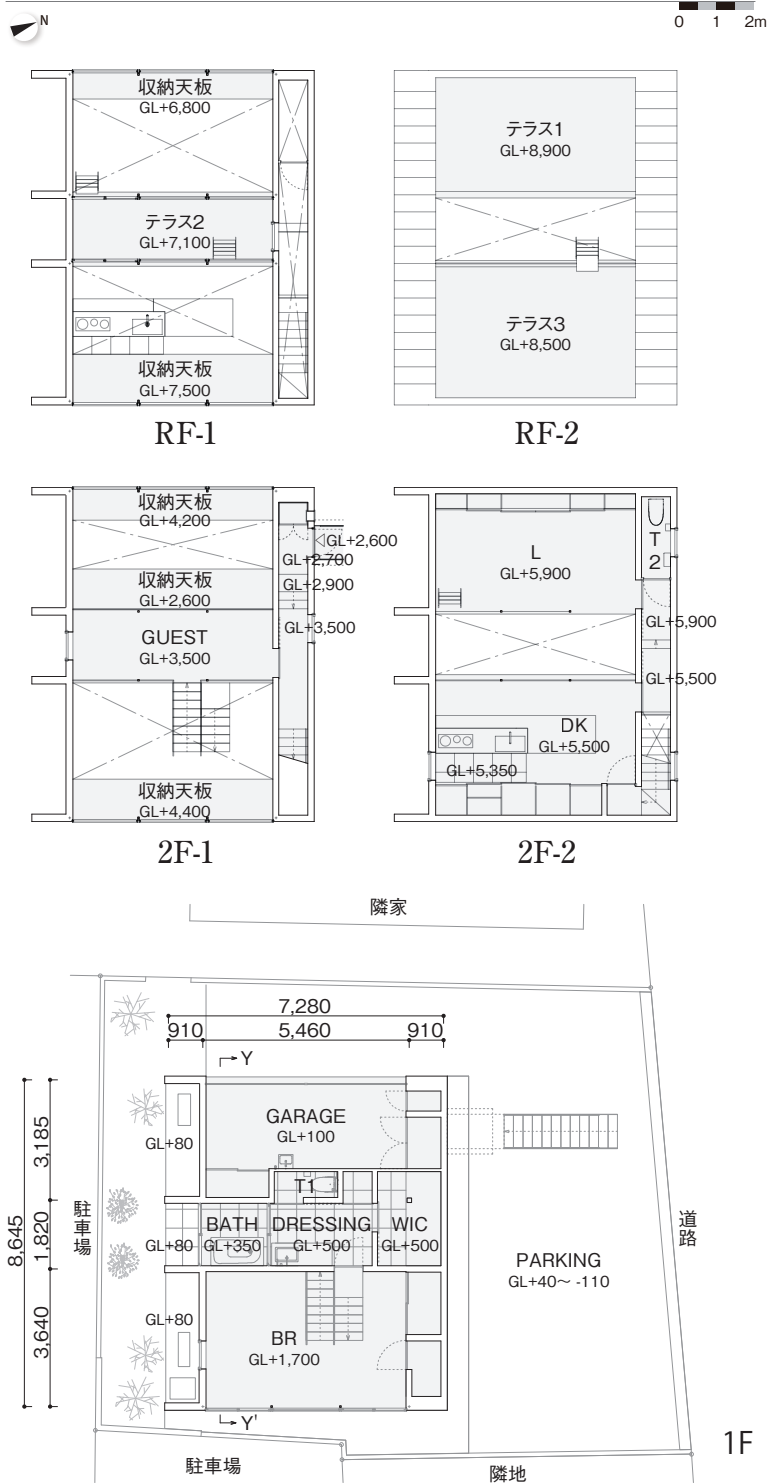 N
0 1 2m
収納天板
GL+6,800
テラス2
GL+7,100
収納天板
GL+7,500
RF-1
テラス1
GL+8,900
テラス3
GL+8,500
RF-2
収納天板
GL+4,200
収納天板
GL+2,600
GUEST
GL+3,500
収納天板
GL+4,400
GL+2,600
GL+2,700
GL+2,900
GL+3,500
2F-1
L
GL+5,900
T
2
GL+5,900
GL+5,500
DK
GL+5,500
GL+5,350
2F-2
隣家
7,280
910 5,460 910
Y
8,645
3,185
1,820
3,640
駐車場
GL+80
GL+80
GL+80
GARAGE
GL+100
T1
BATH
GL+350
DRESSING
GL+500
WIC
GL+500
BR
GL+1,700
PARKING
GL+40〜 -110
道路
Y'
駐車場
隣地
1F